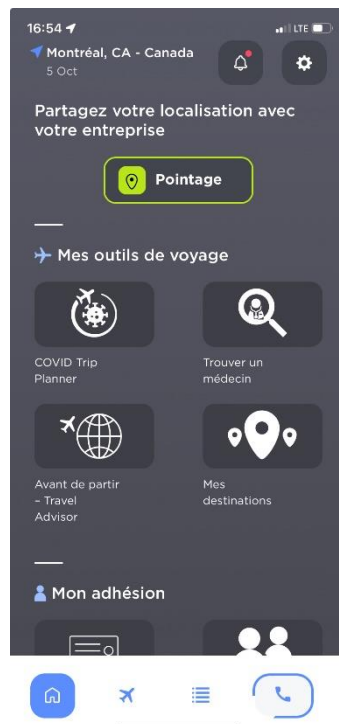 16:54
LTE
Montréal, CA - Canada
5 Oct
Partagez votre localisation avec
votre entreprise
Pointage
Mes outils de voyage
COVID Trip
Planner
Trouver un
médecin
Avant de partir
– Travel
Advisor
Mes
destinations
Mon adhésion